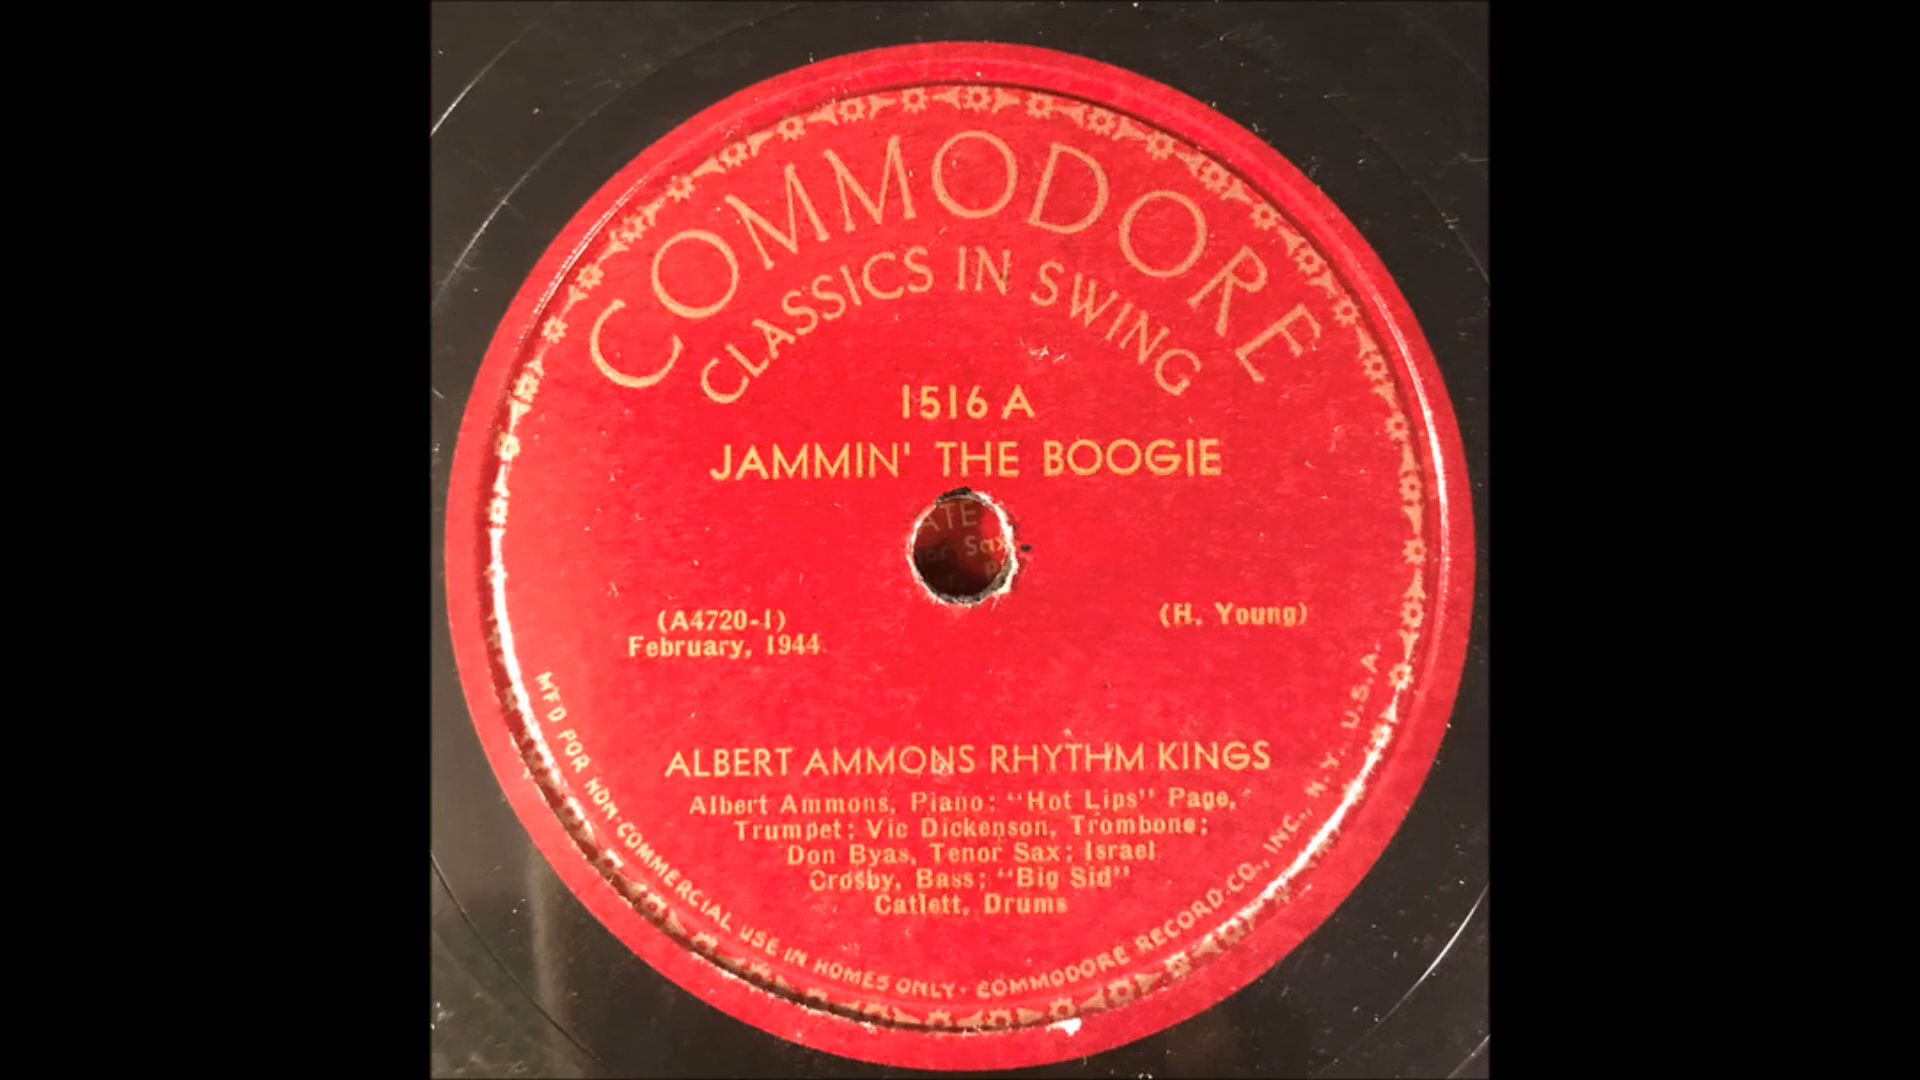 COMMODORE
CLASSICS IN SWING
1516 A
JAMMIN' THE BOOGIE
ATE
Sax
(A4720-1)
February, 1944
(H. Young)
ALBERT AMMONS RHYTHM KINGS
Albert Ammons, Piano; "Hot Lips" Page,
Trumpet; Vic Dickenson, Trombone;
Don Byas, Tenor Sax; Israel
Crosby, Bass; "Big Sid"
Catlett, Drums
MF'D FOR NON-COMMERCIAL USE IN HOMES ONLY · COMMODORE RECORD CO., INC., N.Y. U.S.A.